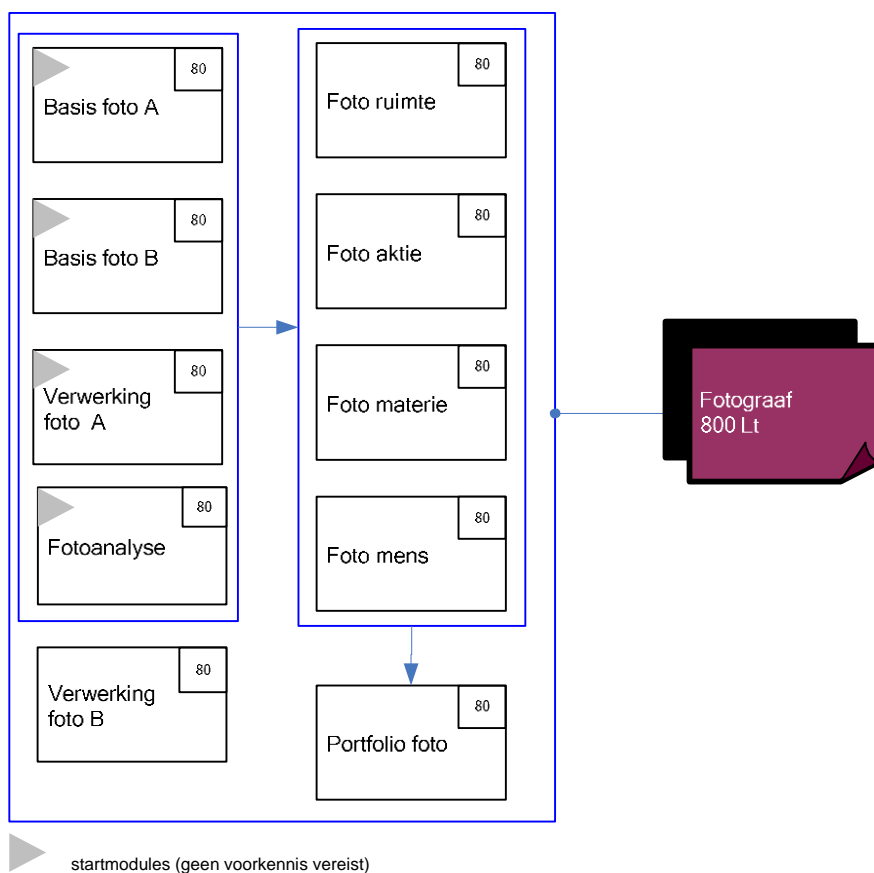 80
Basis foto A
80
Basis foto B
80
Verwerking
foto A
80
Fotoanalyse
80
Verwerking
foto B
80
Foto ruimte
80
Foto aktie
80
Foto materie
80
Foto mens
80
Portfolio foto
Fotograaf
800 Lt
startmodules (geen voorkennis vereist)